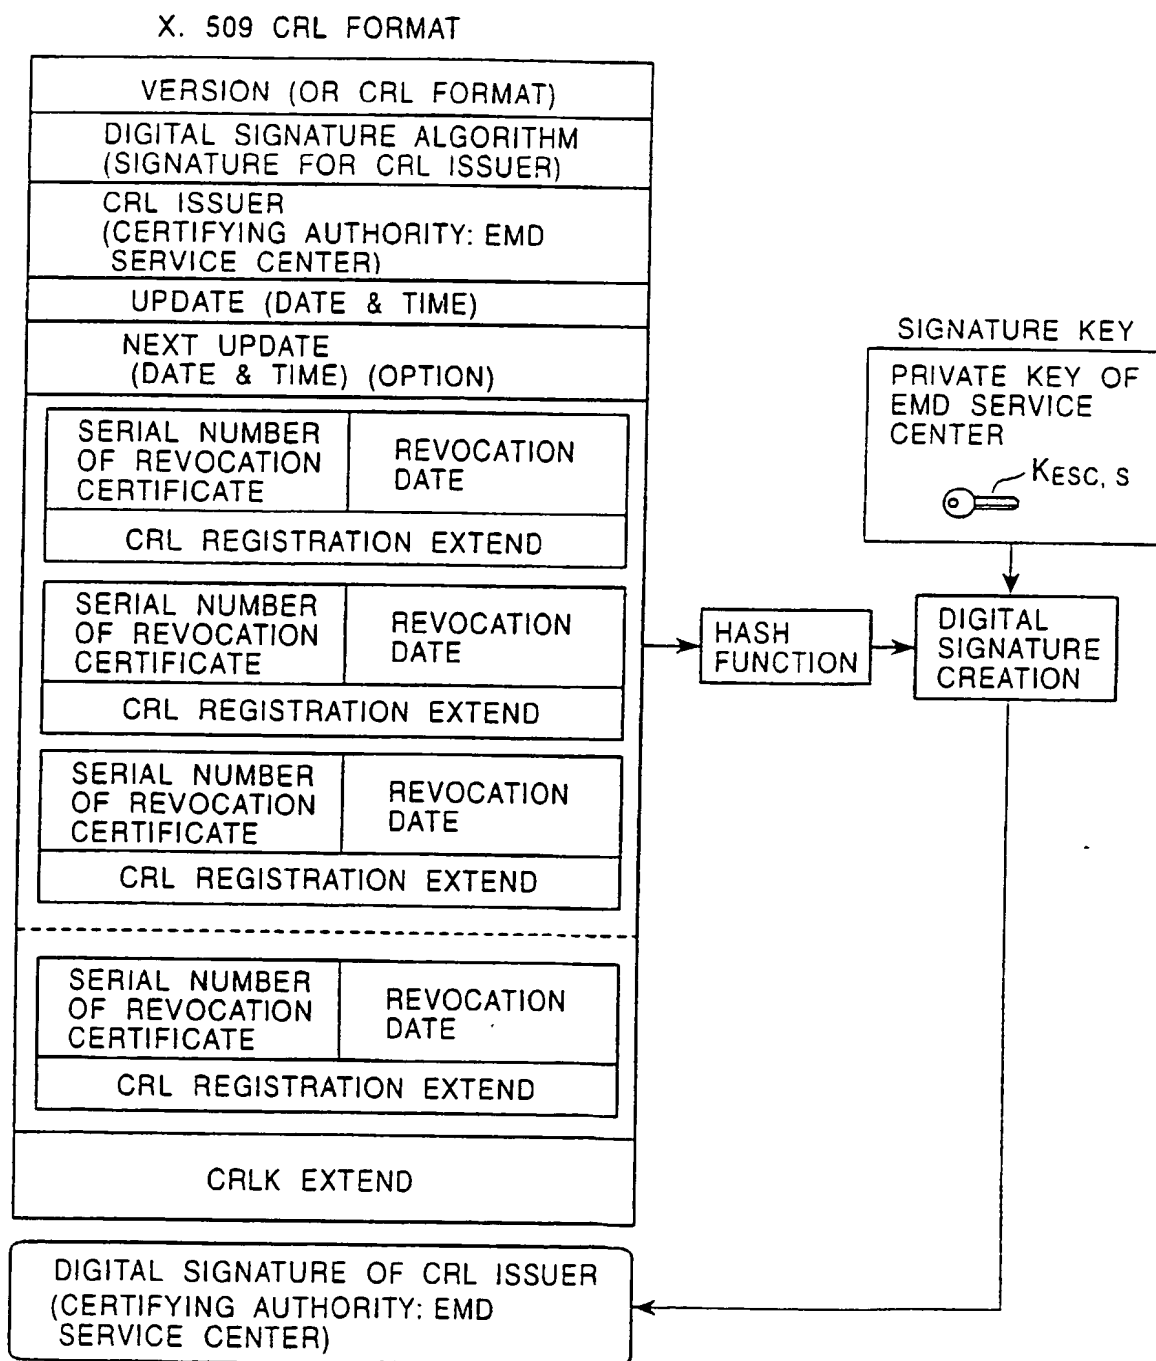 X. 509 CRL FORMAT
VERSION (OR CRL FORMAT)
DIGITAL SIGNATURE ALGORITHM
(SIGNATURE FOR CRL ISSUER)
CRL ISSUER
(CERTIFYING AUTHORITY: EMD
SERVICE CENTER)
UPDATE (DATE & TIME)
NEXT UPDATE
(DATE & TIME) (OPTION)
SERIAL NUMBER
OF REVOCATION
CERTIFICATE
REVOCATION
DATE
CRL REGISTRATION EXTEND
SERIAL NUMBER
OF REVOCATION
CERTIFICATE
REVOCATION
DATE
CRL REGISTRATION EXTEND
SERIAL NUMBER
OF REVOCATION
CERTIFICATE
REVOCATION
DATE
CRL REGISTRATION EXTEND
SERIAL NUMBER
OF REVOCATION
CERTIFICATE
REVOCATION
DATE
CRL REGISTRATION EXTEND
CRLK EXTEND
HASH
FUNCTION
SIGNATURE KEY
PRIVATE KEY OF
EMD SERVICE
CENTER
KESC, S
DIGITAL
SIGNATURE
CREATION
DIGITAL SIGNATURE OF CRL ISSUER
(CERTIFYING AUTHORITY: EMD
SERVICE CENTER)